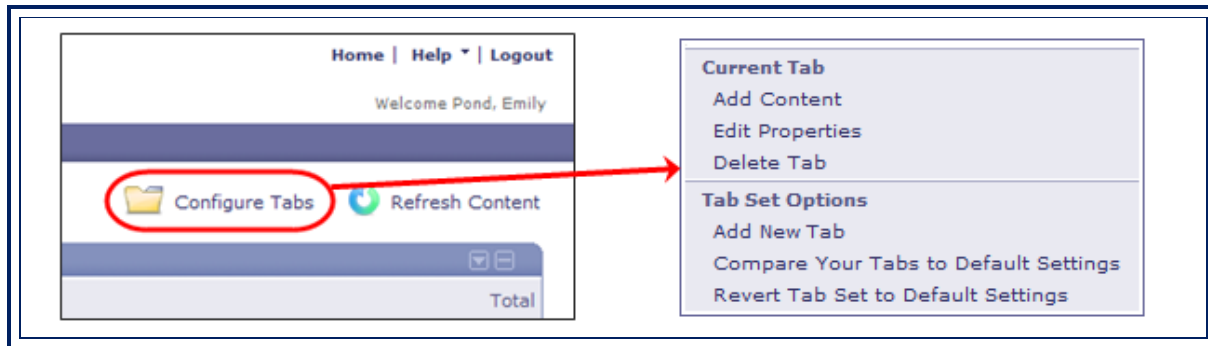 Home | Help | Logout
Welcome Pond, Emily
Configure Tabs
Refresh Content
Total
Current Tab
Add Content
Edit Properties
Delete Tab
Tab Set Options
Add New Tab
Compare Your Tabs to Default Settings
Revert Tab Set to Default Settings